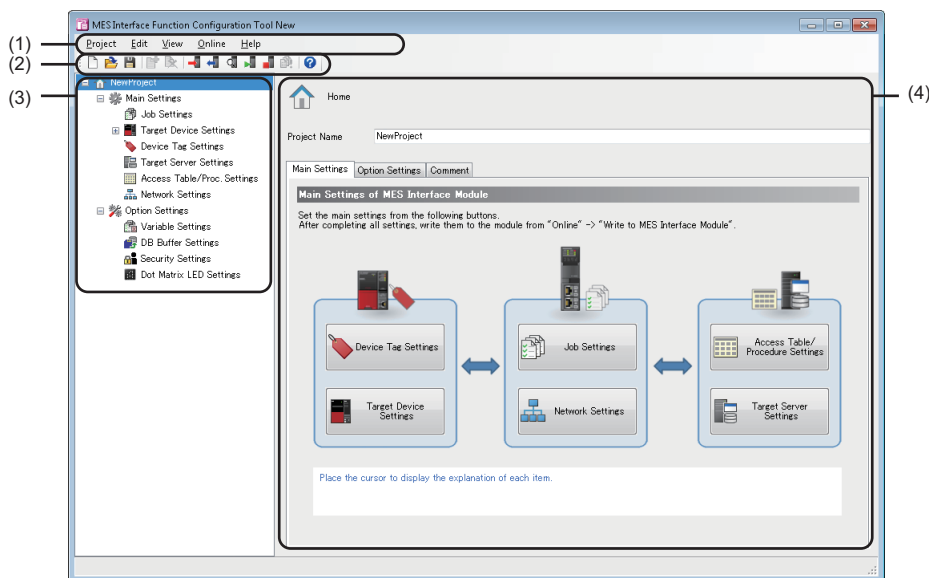 MES Interface Function Configuration Tool New
(1)
Project Edit View Online Help
(2)
(3)
(4)
NewProject
Main Settings
Job Settings
Target Device Settings
Device Tag Settings
Target Server Settings
Access Table/Proc. Settings
Network Settings
Option Settings
Variable Settings
DB Buffer Settings
Security Settings
Dot Matrix LED Settings
Home
Project Name NewProject
Main Settings Option Settings Comment
Main Settings of MES Interface Module
Set the main settings from the following buttons.
After completing all settings, write them to the module from "Online" -> "Write to MES Interface Module".
Device Tag Settings
Target Device
Settings
Job Settings
Network Settings
Access Table/
Procedure Settings
Target Server
Settings
Place the cursor to display the explanation of each item.